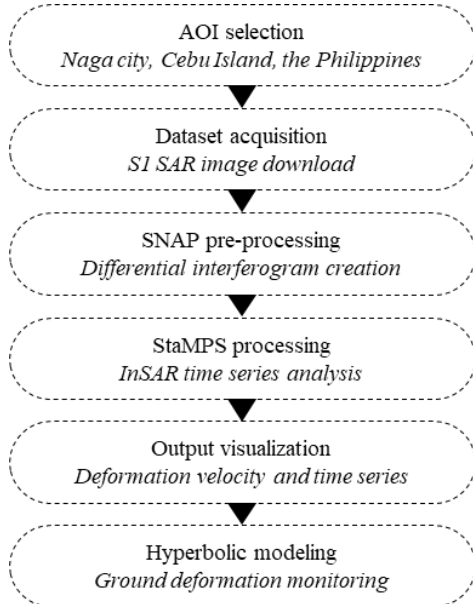 AOI selection
Naga city, Cebu Island, the Philippines
Dataset acquisition
S1 SAR image download
SNAP pre-processing
Differential interferogram creation
StaMPS processing
InSAR time series analysis
Output visualization
Deformation velocity and time series
Hyperbolic modeling
Ground deformation monitoring